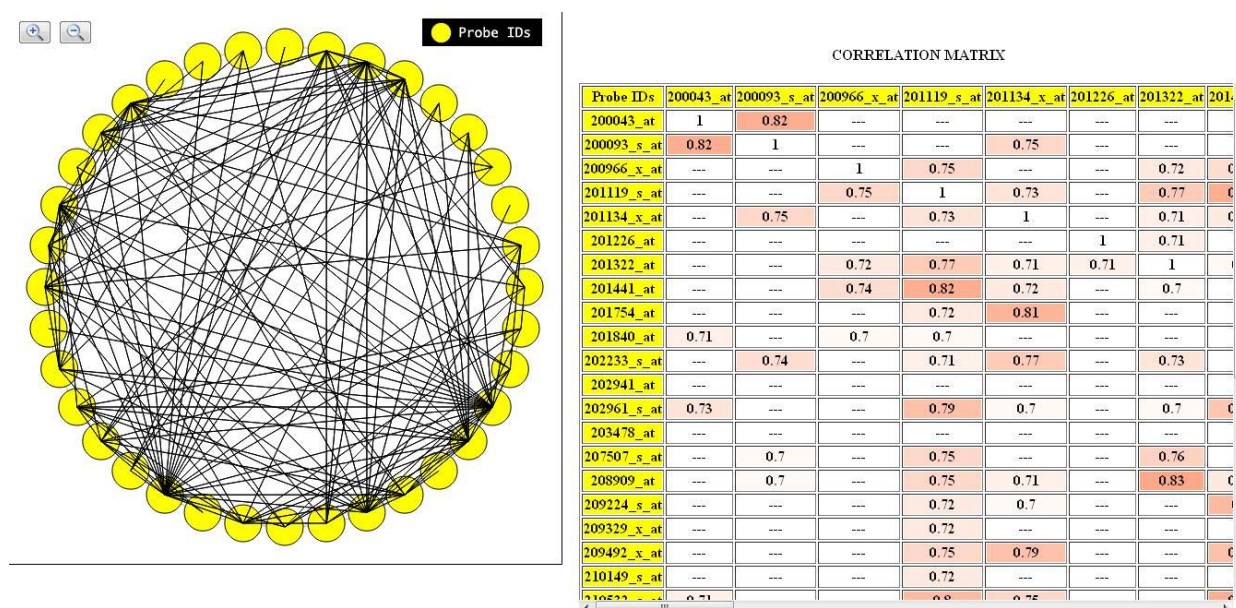 Probe IDs
CORRELATION MATRIX
Probe IDs 200043_at 200093_s_at 200966_x_at 201119_s_at 201134_x_at 201226_at 201322_at
200043_at 1 0.82 --- --- --- --- ---
200093_s_at 0.82 1 --- --- 0.75 --- ---
200966_x_at --- --- 1 0.75 --- --- 0.72
201119_s_at --- --- 0.75 1 0.73 --- 0.77
201134_x_at --- 0.75 --- 0.73 1 --- 0.71
201226_at --- --- --- --- --- 1 0.71
201322_at --- --- 0.72 0.77 0.71 0.71 1
201441_at --- --- 0.74 0.82 0.72 --- 0.7
201754_at --- --- --- 0.72 0.81 --- ---
201840_at 0.71 --- 0.7 0.7 --- --- ---
202233_s_at --- 0.74 --- 0.71 0.77 --- 0.73
202941_at --- --- --- --- --- --- ---
202961_s_at 0.73 --- --- 0.79 0.7 --- 0.7
203478_at --- --- --- --- --- --- ---
207507_s_at --- 0.7 --- 0.75 --- --- 0.76
208909_at --- 0.7 --- 0.75 0.71 --- 0.83
209224_s_at --- --- --- 0.72 0.7 --- ---
209329_x_at --- --- --- 0.72 --- --- ---
209492_x_at --- --- --- 0.75 0.79 --- ---
210149_s_at --- --- --- 0.72 --- --- ---